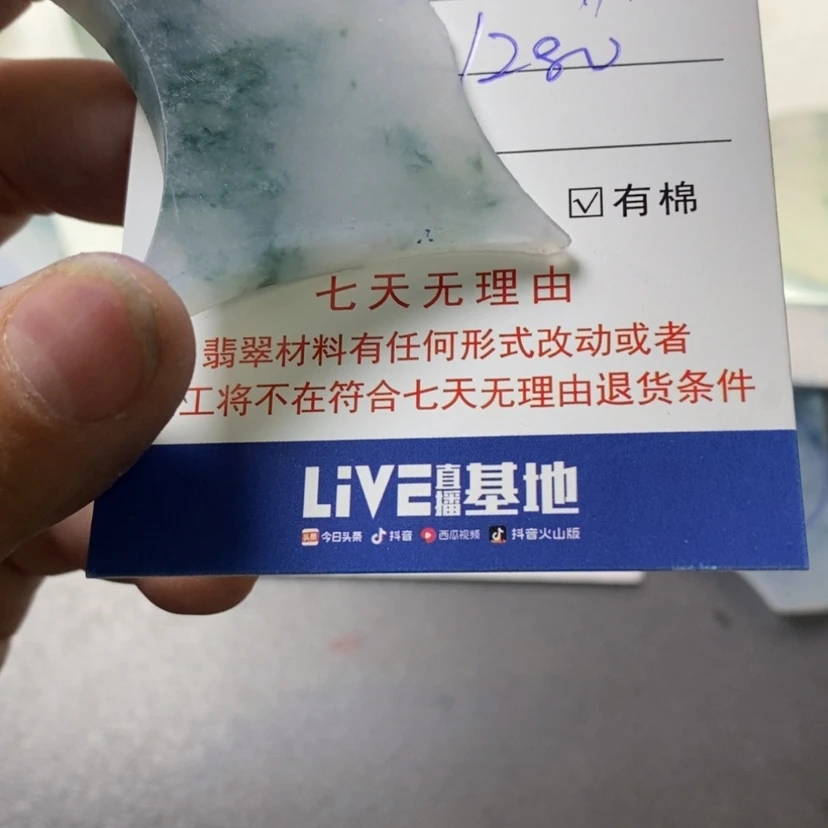 1280
☑有棉
七天无理由
翡翠材料有任何形式改动或者
工将不在符合七天无理由退货条件
LiVE直播基地
头条 今日头条 抖音 西瓜视频 抖音火山版